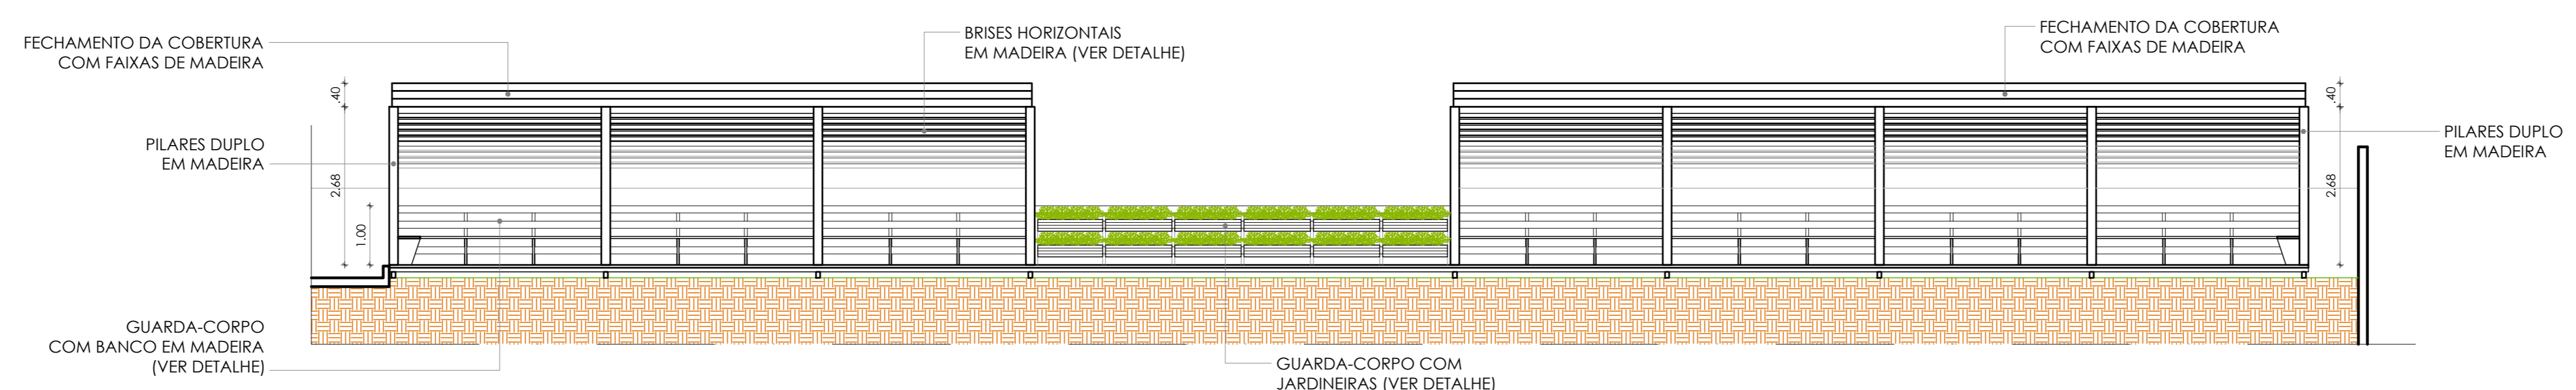 FECHAMENTO DA COBERTURA
COM FAIXAS DE MADEIRA
BRISES HORIZONTAIS
EM MADEIRA (VER DETALHE)
FECHAMENTO DA COBERTURA
COM FAIXAS DE MADEIRA
.40
.40
PILARES DUPLO
EM MADEIRA
PILARES DUPLO
EM MADEIRA
2.68
2.68
1.00
GUARDA-CORPO
COM BANCO EM MADEIRA
(VER DETALHE)
GUARDA-CORPO COM
JARDINEIRAS (VER DETALHE)